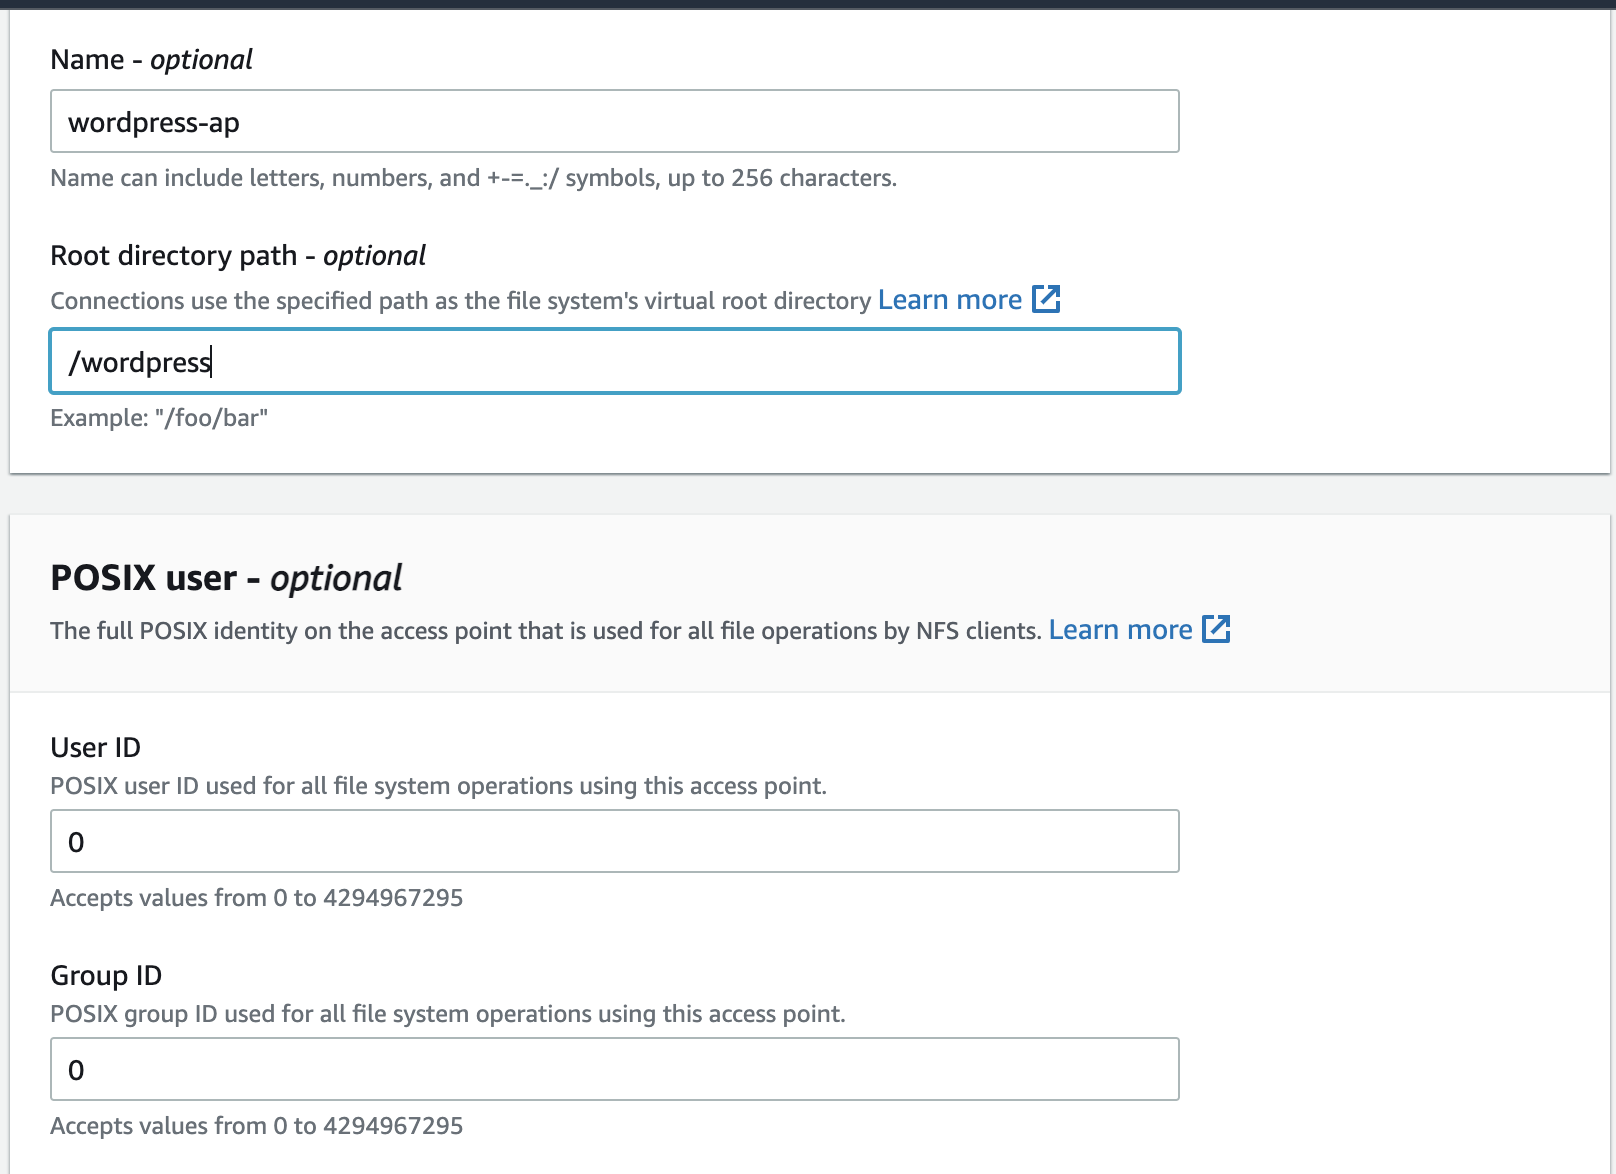 Name - optional
wordpress-ap
Name can include letters, numbers, and +-=._:/ symbols, up to 256 characters.
Root directory path - optional
Connections use the specified path as the file system's virtual root directory Learn more
/wordpress
Example: "/foo/bar"
POSIX user - optional
The full POSIX identity on the access point that is used for all file operations by NFS clients. Learn more
User ID
POSIX user ID used for all file system operations using this access point.
0
Accepts values from 0 to 4294967295
Group ID
POSIX group ID used for all file system operations using this access point.
0
Accepts values from 0 to 4294967295